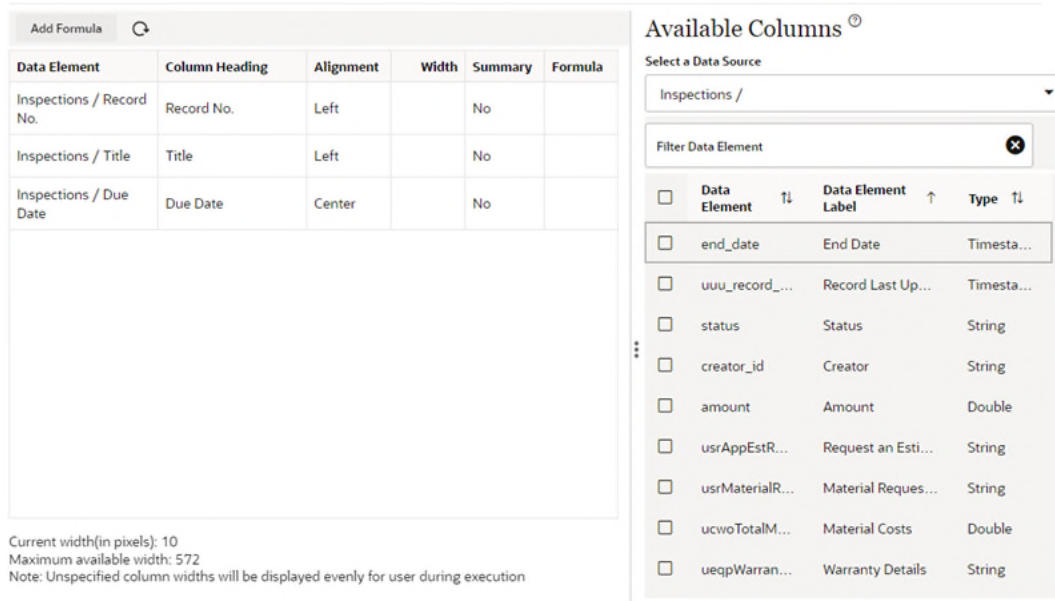 Add Formula
Data Element Column Heading Alignment Width Summary Formula
Inspections / Record No. Record No. Left No
Inspections / Title Title Left No
Inspections / Due Date Due Date Center No
Current width(in pixels): 10
Maximum available width: 572
Note: Unspecified column widths will be displayed evenly for user during execution
Available Columns ?
Select a Data Source
Inspections /
Filter Data Element
Data Element Data Element Label Type
end_date End Date Timesta...
uuu_record_... Record Last Up... Timesta...
status Status String
creator_id Creator String
amount Amount Double
usrAppEstR... Request an Esti... String
usrMaterialR... Material Reques... String
ucwoTotalM... Material Costs Double
ueqpWarran... Warranty Details String